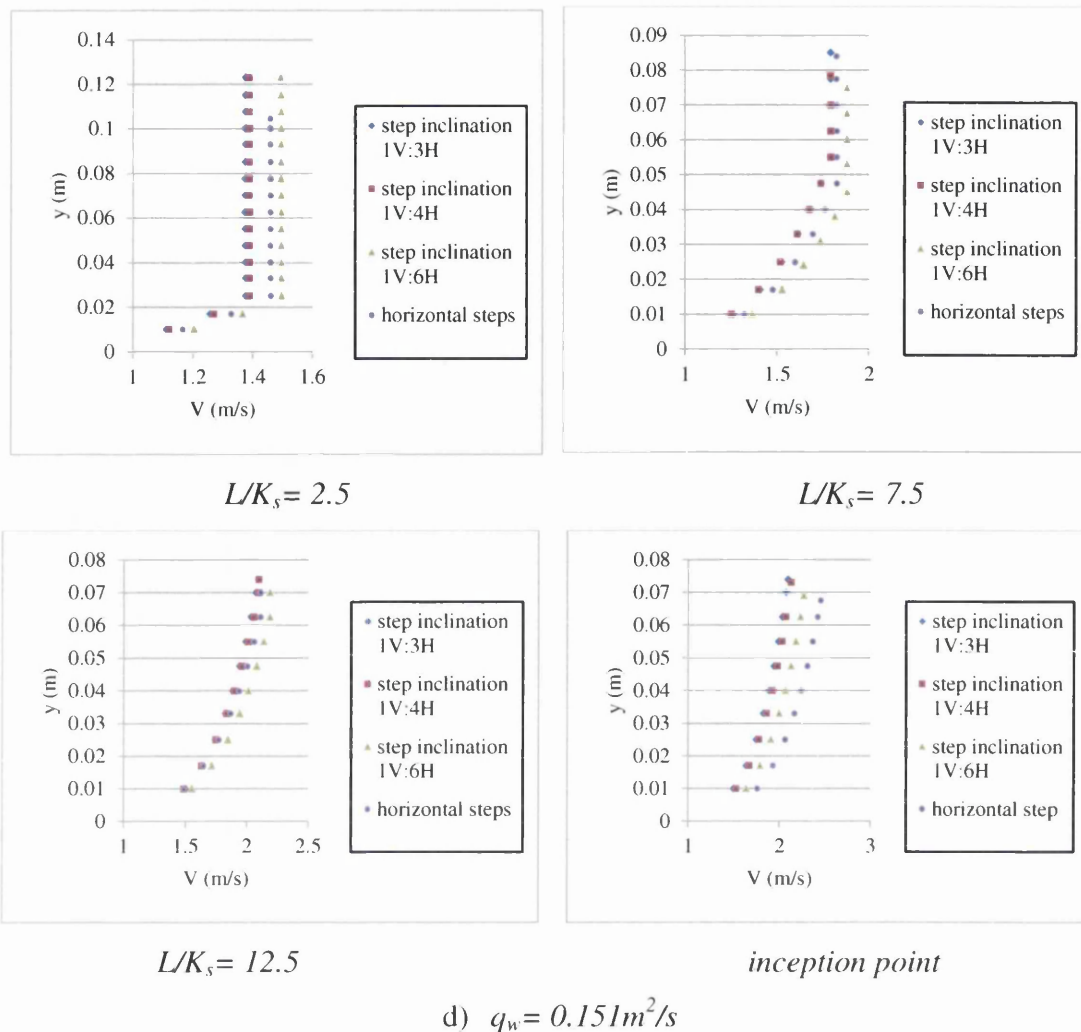 0.14
0.12
0.1
0.08
0.06
0.04
0.02
0
y (m)
1 1.2 1.4 1.6
V (m/s)
step inclination
1V:3H
step inclination
1V:4H
step inclination
1V:6H
horizontal steps
L/Ks= 2.5
0.09
0.08
0.07
0.06
0.05
0.04
0.03
0.02
0.01
0
y (m)
1 1.5 2
V (m/s)
step inclination
1V:3H
step inclination
1V:4H
step inclination
1V:6H
horizontal steps
L/Ks= 7.5
0.08
0.07
0.06
0.05
0.04
0.03
0.02
0.01
0
y (m)
1 1.5 2 2.5
V (m/s)
step inclination
1V:3H
step inclination
1V:4H
step inclination
1V:6H
horizontal steps
L/Ks= 12.5
0.08
0.07
0.06
0.05
0.04
0.03
0.02
0.01
0
y (m)
1 2 3
V (m/s)
step inclination
1V:3H
step inclination
1V:4H
step inclination
1V:6H
horizontal step
inception point
d) qw= 0.151m²/s